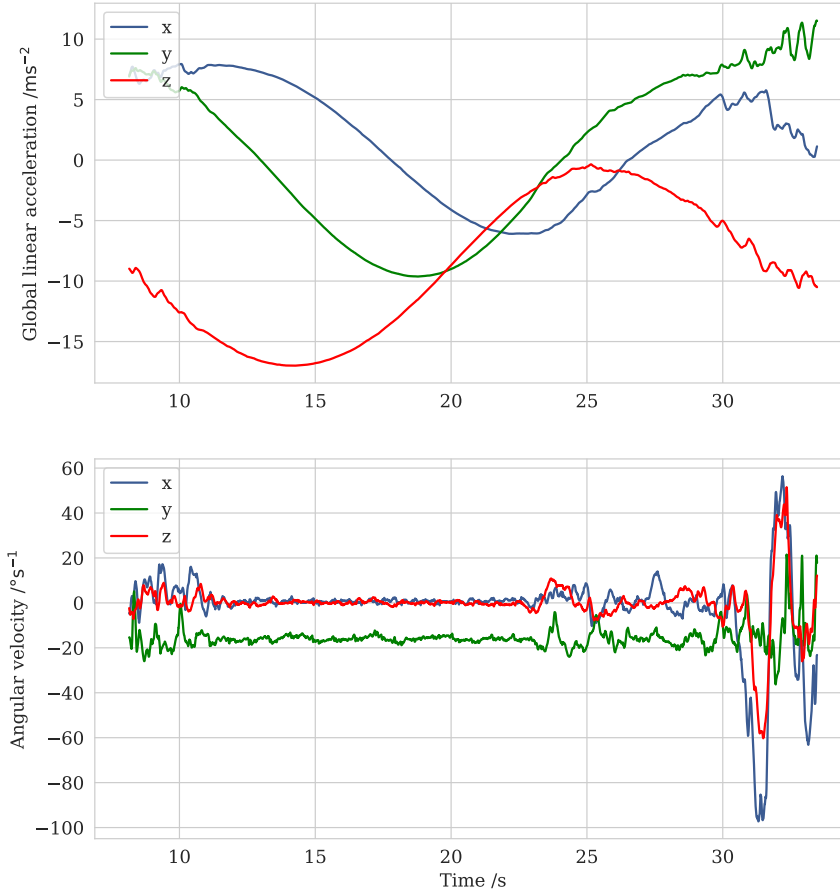 Global linear acceleration /ms⁻²
10
5
0
−5
−10
−15
x
y
z
10 15 20 25 30
Angular velocity /°s⁻¹
60
40
20
0
−20
−40
−60
−80
−100
x
y
z
10 15 20 25 30
Time /s